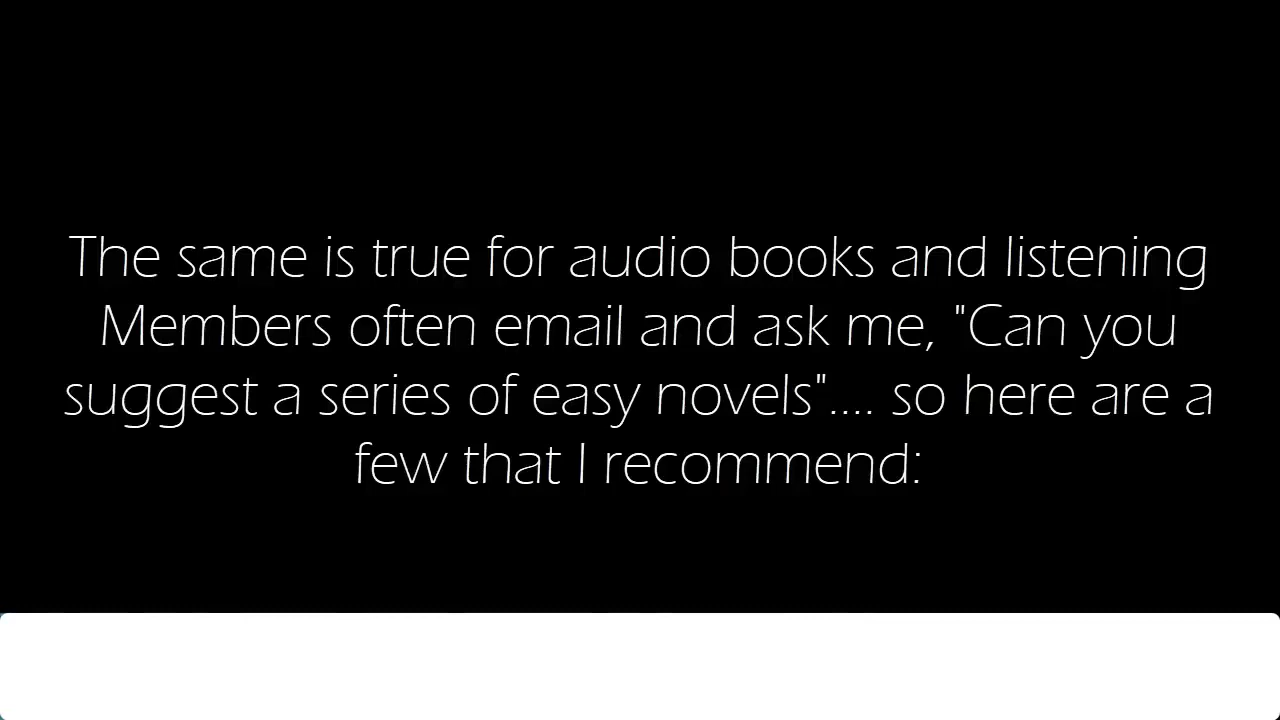 The same is true for audio books and listening
Members often email and ask me, "Can you
suggest a series of easy novels".... so here are a
few that I recommend: